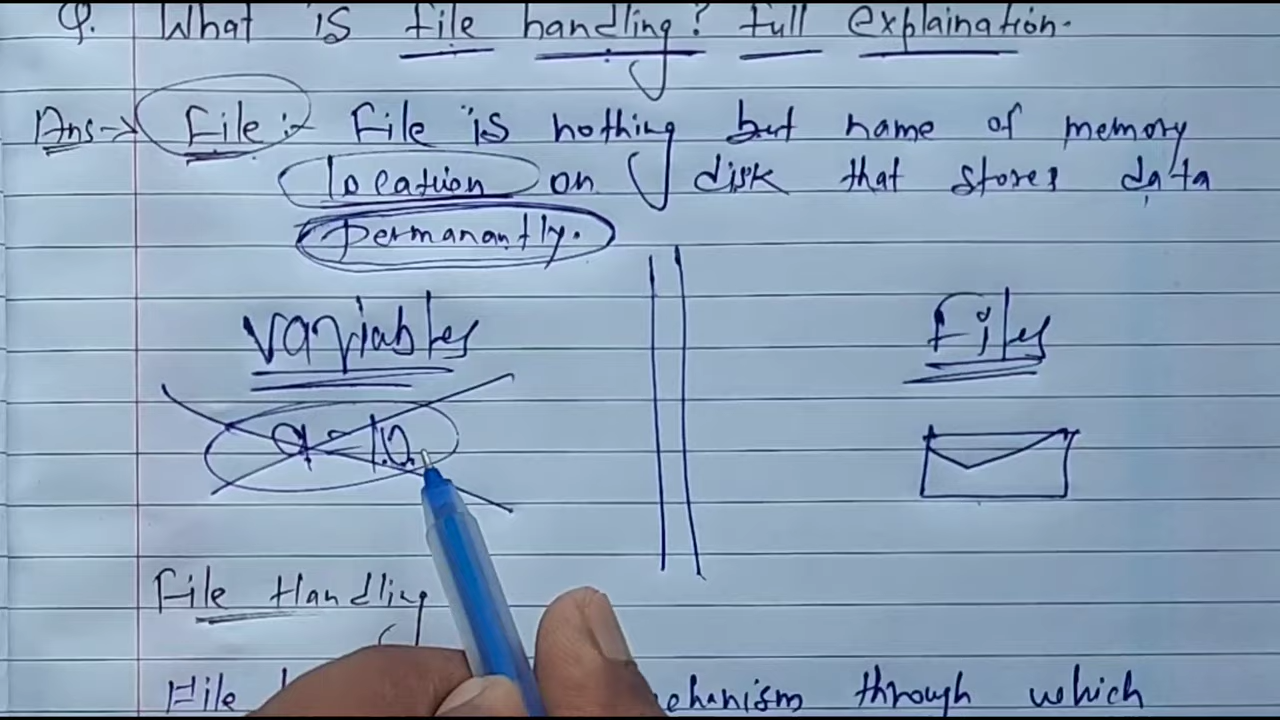 Q. What is file handling? full explaination.
Ans→ File:- File is nothing but name of memory
location on disk that stores data
permanantly.
Variables
Files
a = 10.
File Handling
File mechanism through which